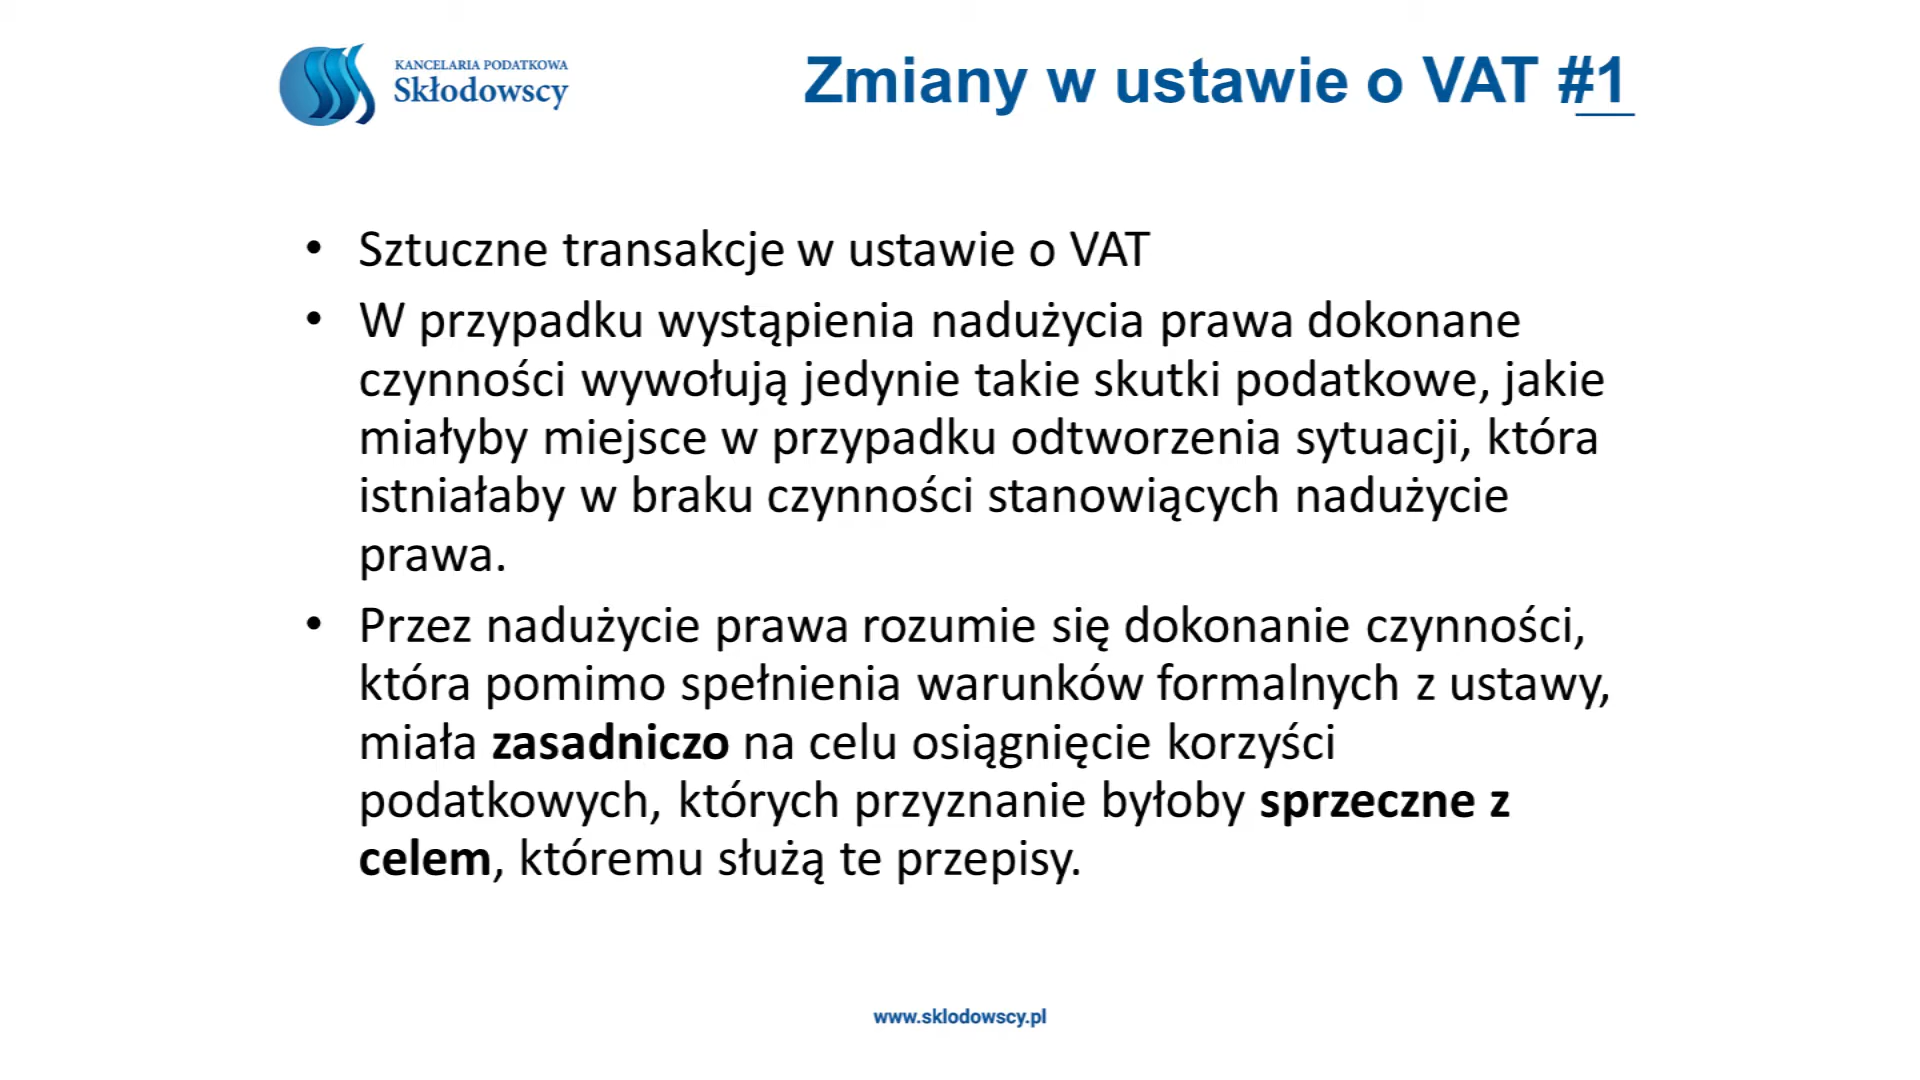 KANCELARIA PODATKOWA
Skłodowscy
Zmiany w ustawie o VAT #1
• Sztuczne transakcje w ustawie o VAT
• W przypadku wystąpienia nadużycia prawa dokonane
czynności wywołują jedynie takie skutki podatkowe, jakie
miałyby miejsce w przypadku odtworzenia sytuacji, która
istniałaby w braku czynności stanowiących nadużycie
prawa.
• Przez nadużycie prawa rozumie się dokonanie czynności,
która pomimo spełnienia warunków formalnych z ustawy,
miała zasadniczo na celu osiągnięcie korzyści
podatkowych, których przyznanie byłoby sprzeczne z
celem, któremu służą te przepisy.
www.sklodowscy.pl